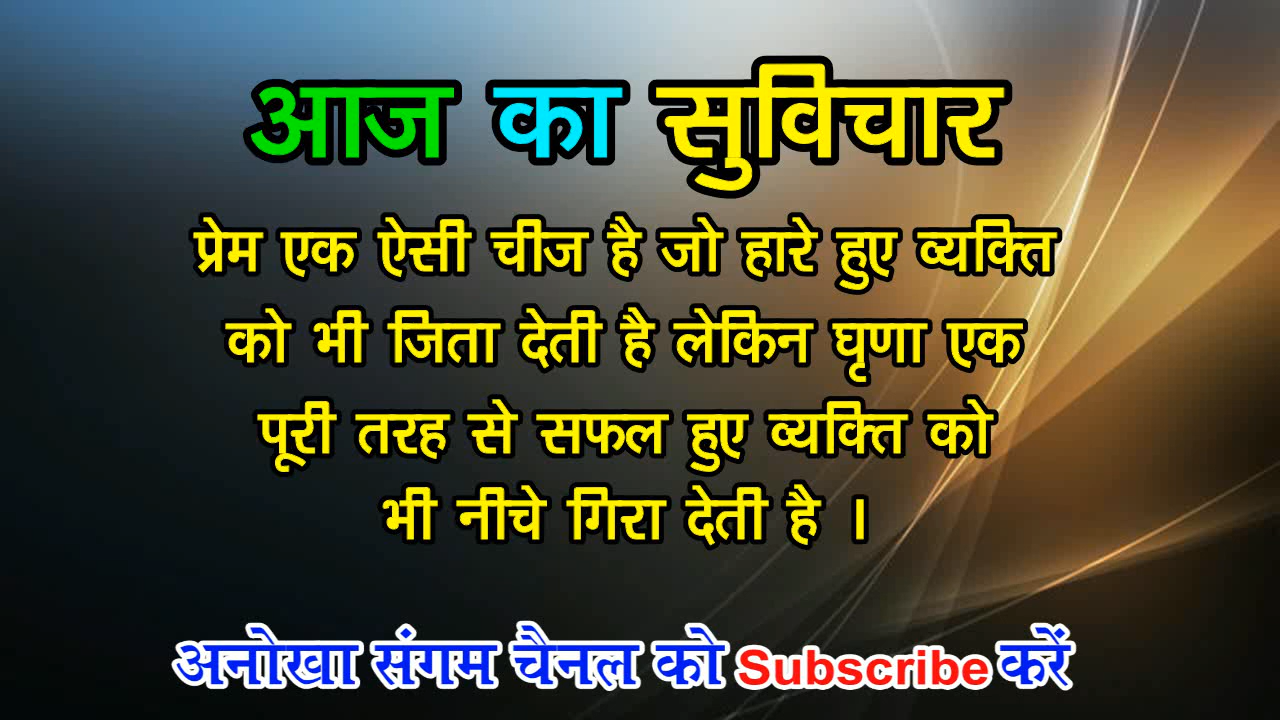 आज का सुविचार
प्रेम एक ऐसी चीज है जो हारे हुए व्यक्ति
को भी जिता देती है लेकिन घृणा एक
पूरी तरह से सफल हुए व्यक्ति को
भी नीचे गिरा देती है ।
अनोखा संगम चैनल को Subscribe करें